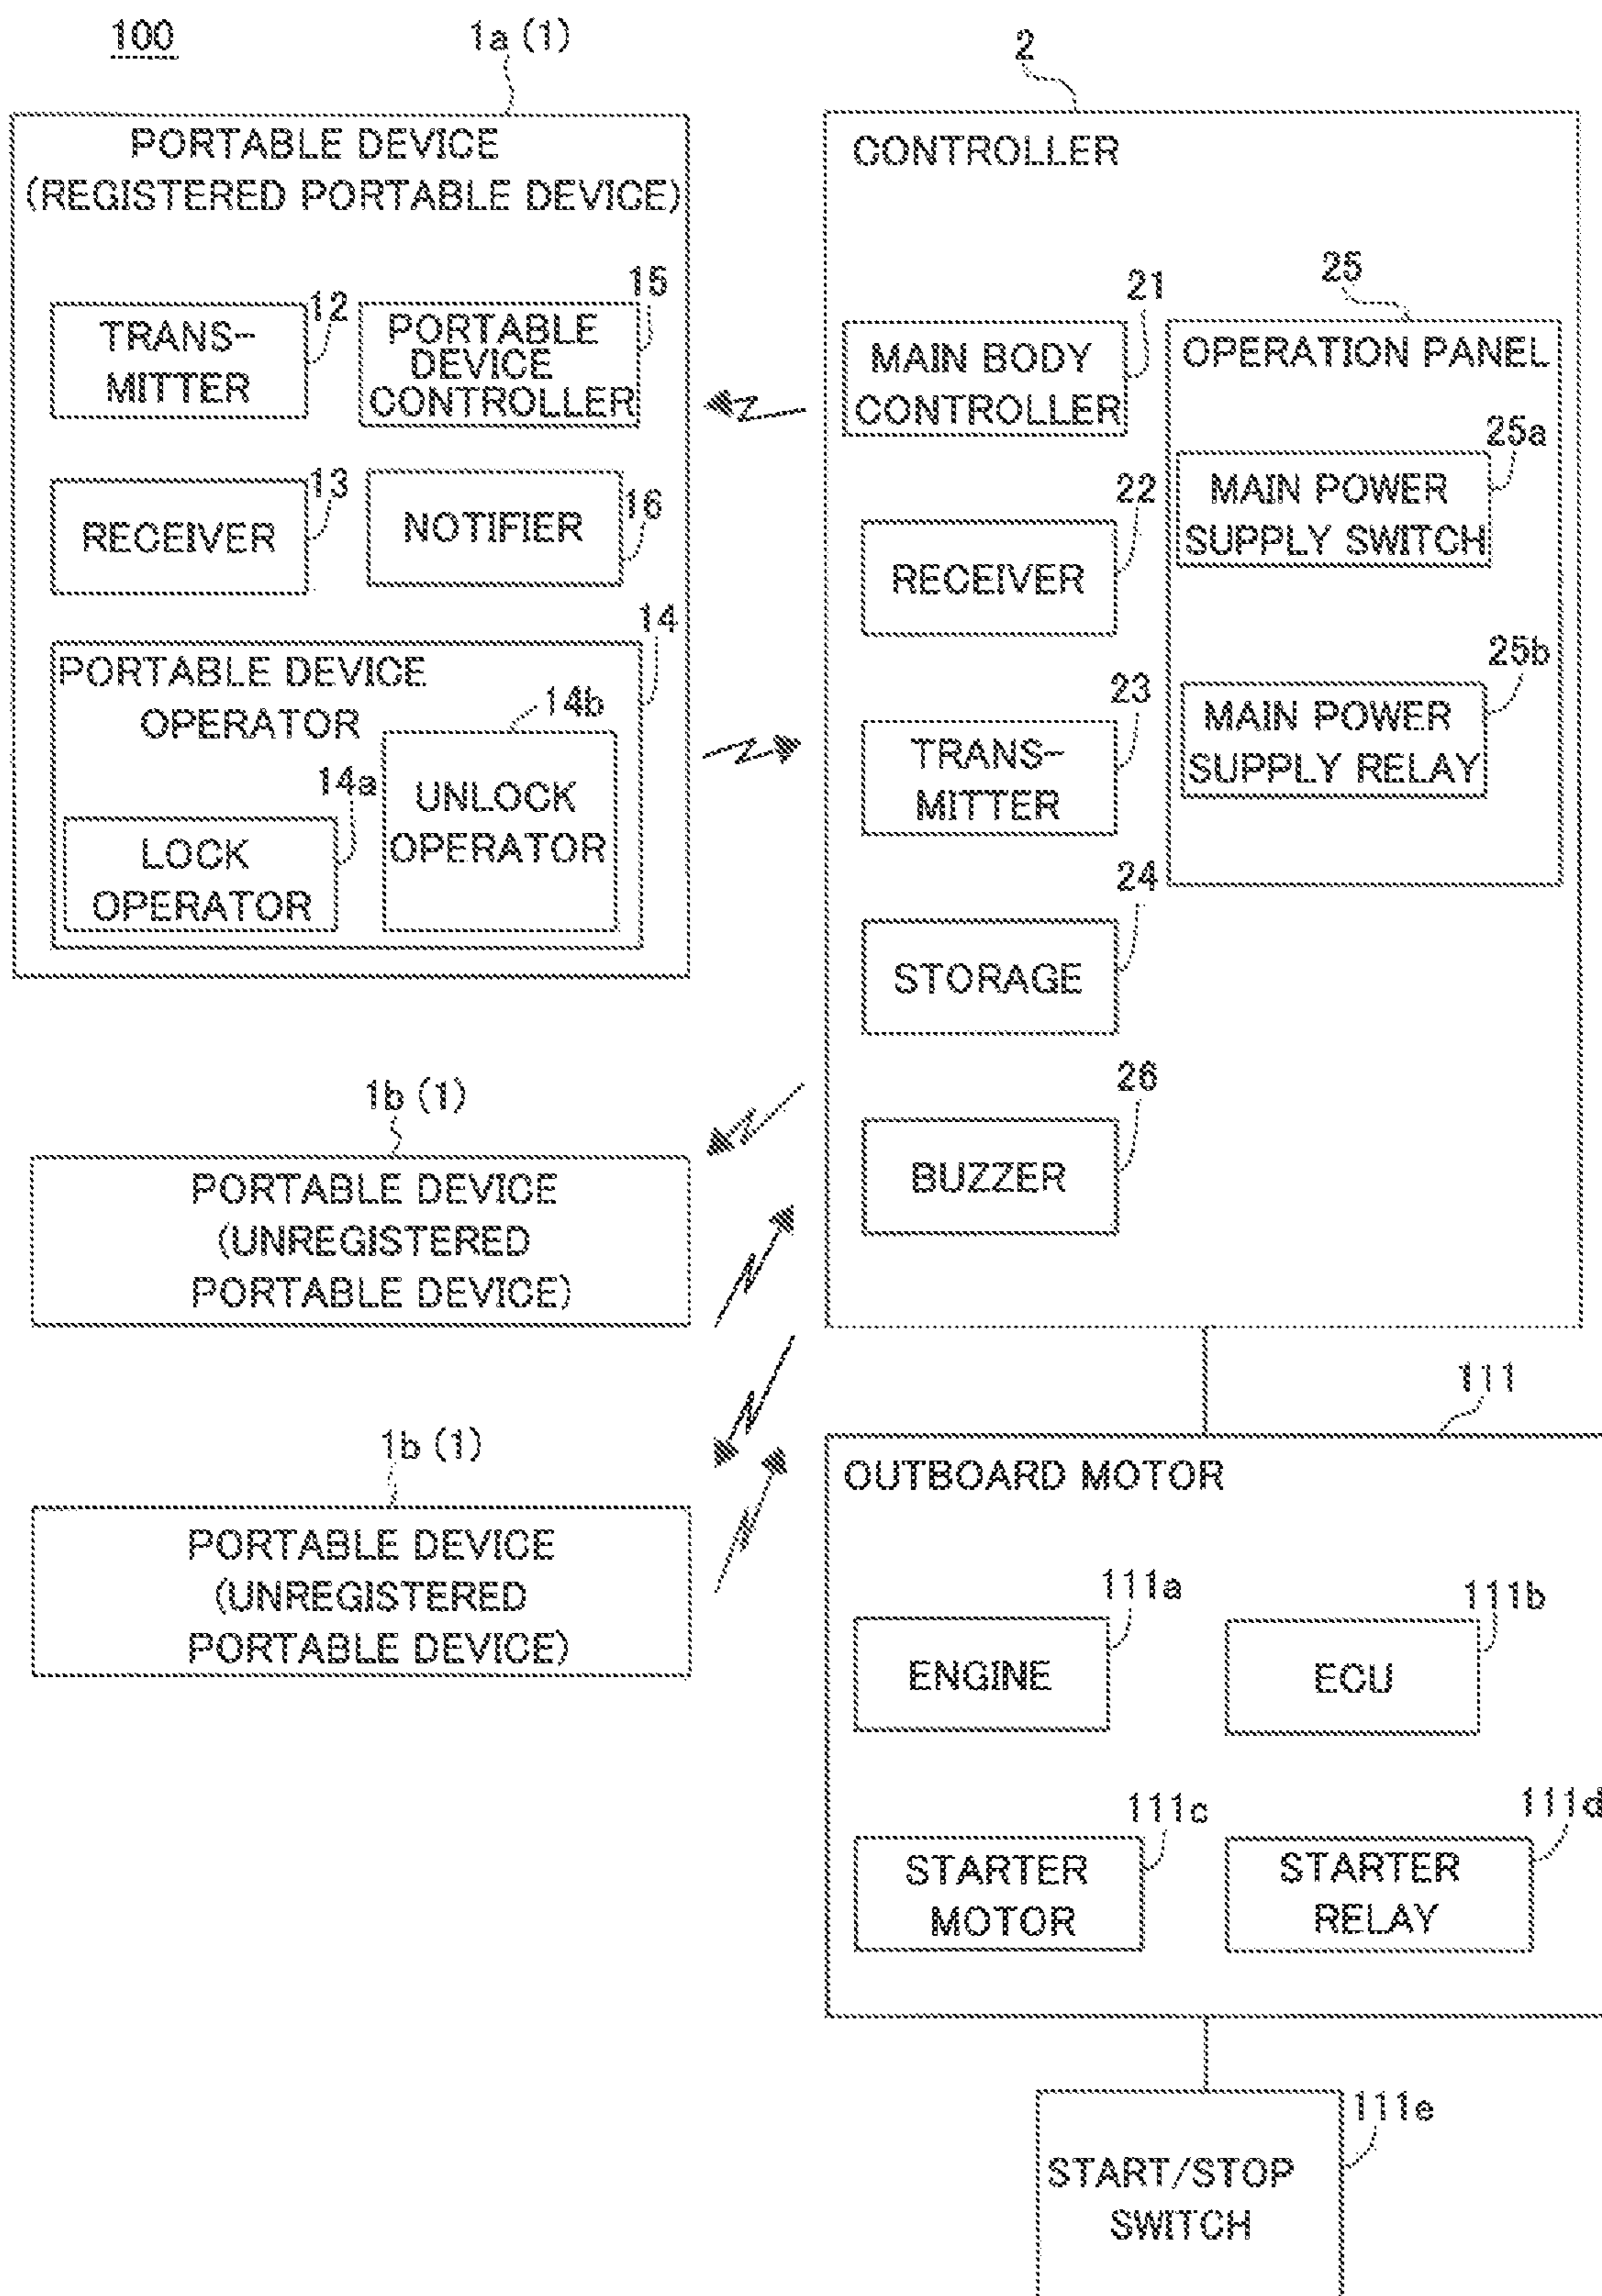 100
1a (1)
2
PORTABLE DEVICE
(REGISTERED PORTABLE DEVICE)
12
TRANS-
MITTER
15
PORTABLE
DEVICE
CONTROLLER
13
RECEIVER
16
NOTIFIER
14
PORTABLE DEVICE
OPERATOR
14a
LOCK
OPERATOR
14b
UNLOCK
OPERATOR
CONTROLLER
21
MAIN BODY
CONTROLLER
22
RECEIVER
23
TRANS-
MITTER
24
STORAGE
26
BUZZER
25
OPERATION PANEL
25a
MAIN POWER
SUPPLY SWITCH
25b
MAIN POWER
SUPPLY RELAY
1b (1)
PORTABLE DEVICE
(UNREGISTERED
PORTABLE DEVICE)
1b (1)
PORTABLE DEVICE
(UNREGISTERED
PORTABLE DEVICE)
111
OUTBOARD MOTOR
111a
ENGINE
111b
ECU
111c
STARTER
MOTOR
111d
STARTER
RELAY
111e
START/STOP
SWITCH